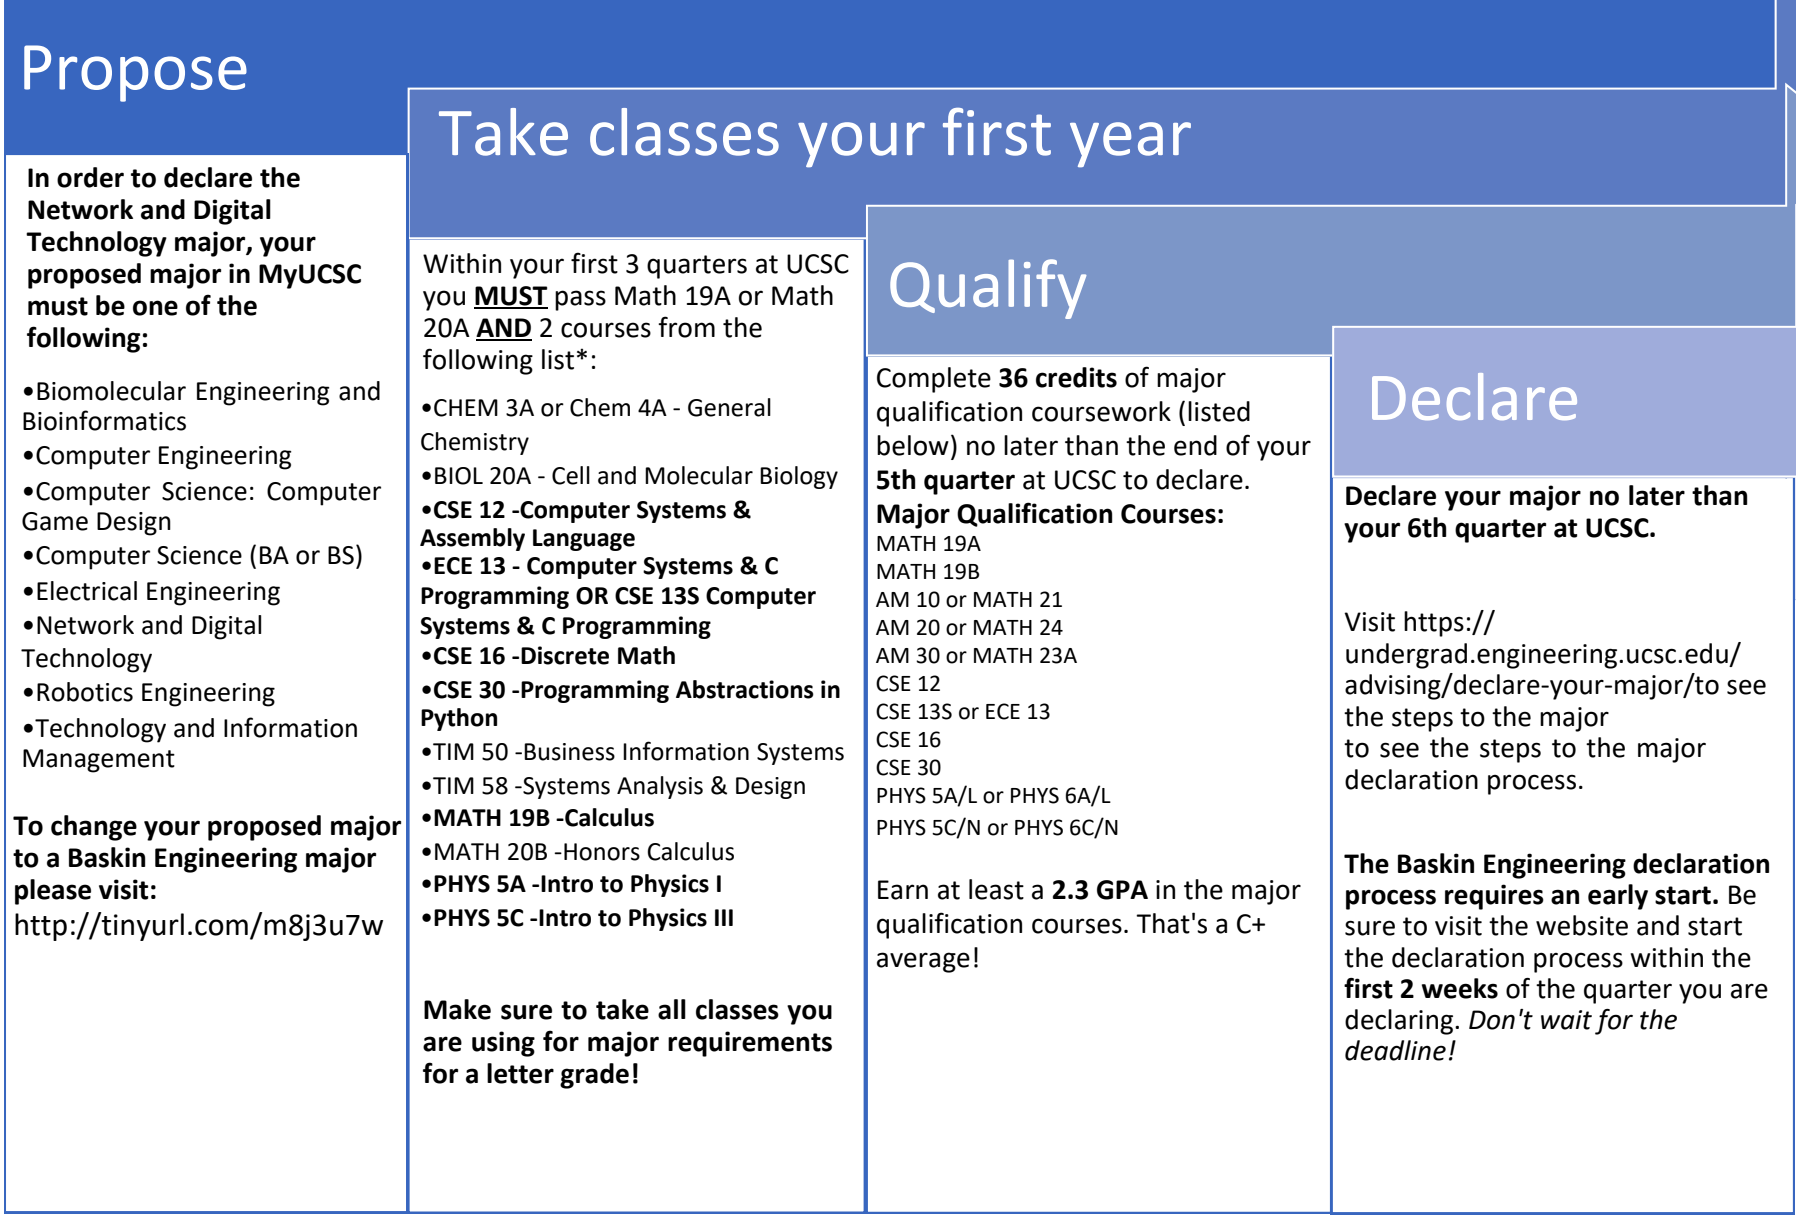 Propose
In order to declare the
Network and Digital
Technology major, your
proposed major in MyUCSC
must be one of the
following:
•Biomolecular Engineering and
Bioinformatics
•Computer Engineering
•Computer Science: Computer
Game Design
•Computer Science (BA or BS)
•Electrical Engineering
•Network and Digital
Technology
•Robotics Engineering
•Technology and Information
Management
To change your proposed major
to a Baskin Engineering major
please visit:
http://tinyurl.com/m8j3u7w
Take classes your first year
Within your first 3 quarters at UCSC
you MUST pass Math 19A or Math
20A AND 2 courses from the
following list*:
•CHEM 3A or Chem 4A - General
Chemistry
•BIOL 20A - Cell and Molecular Biology
•CSE 12 -Computer Systems &
Assembly Language
•ECE 13 - Computer Systems & C
Programming OR CSE 13S Computer
Systems & C Programming
•CSE 16 -Discrete Math
•CSE 30 -Programming Abstractions in
Python
•TIM 50 -Business Information Systems
•TIM 58 -Systems Analysis & Design
•MATH 19B -Calculus
•MATH 20B -Honors Calculus
•PHYS 5A -Intro to Physics I
•PHYS 5C -Intro to Physics III
Make sure to take all classes you
are using for major requirements
for a letter grade!
Qualify
Complete 36 credits of major
qualification coursework (listed
below) no later than the end of your
5th quarter at UCSC to declare.
Major Qualification Courses:
MATH 19A
MATH 19B
AM 10 or MATH 21
AM 20 or MATH 24
AM 30 or MATH 23A
CSE 12
CSE 13S or ECE 13
CSE 16
CSE 30
PHYS 5A/L or PHYS 6A/L
PHYS 5C/N or PHYS 6C/N
Earn at least a 2.3 GPA in the major
qualification courses. That's a C+
average!
Declare
Declare your major no later than
your 6th quarter at UCSC.
Visit https://
undergrad.engineering.ucsc.edu/
advising/declare-your-major/to see
the steps to the major
to see the steps to the major
declaration process.
The Baskin Engineering declaration
process requires an early start. Be
sure to visit the website and start
the declaration process within the
first 2 weeks of the quarter you are
declaring. Don't wait for the
deadline!